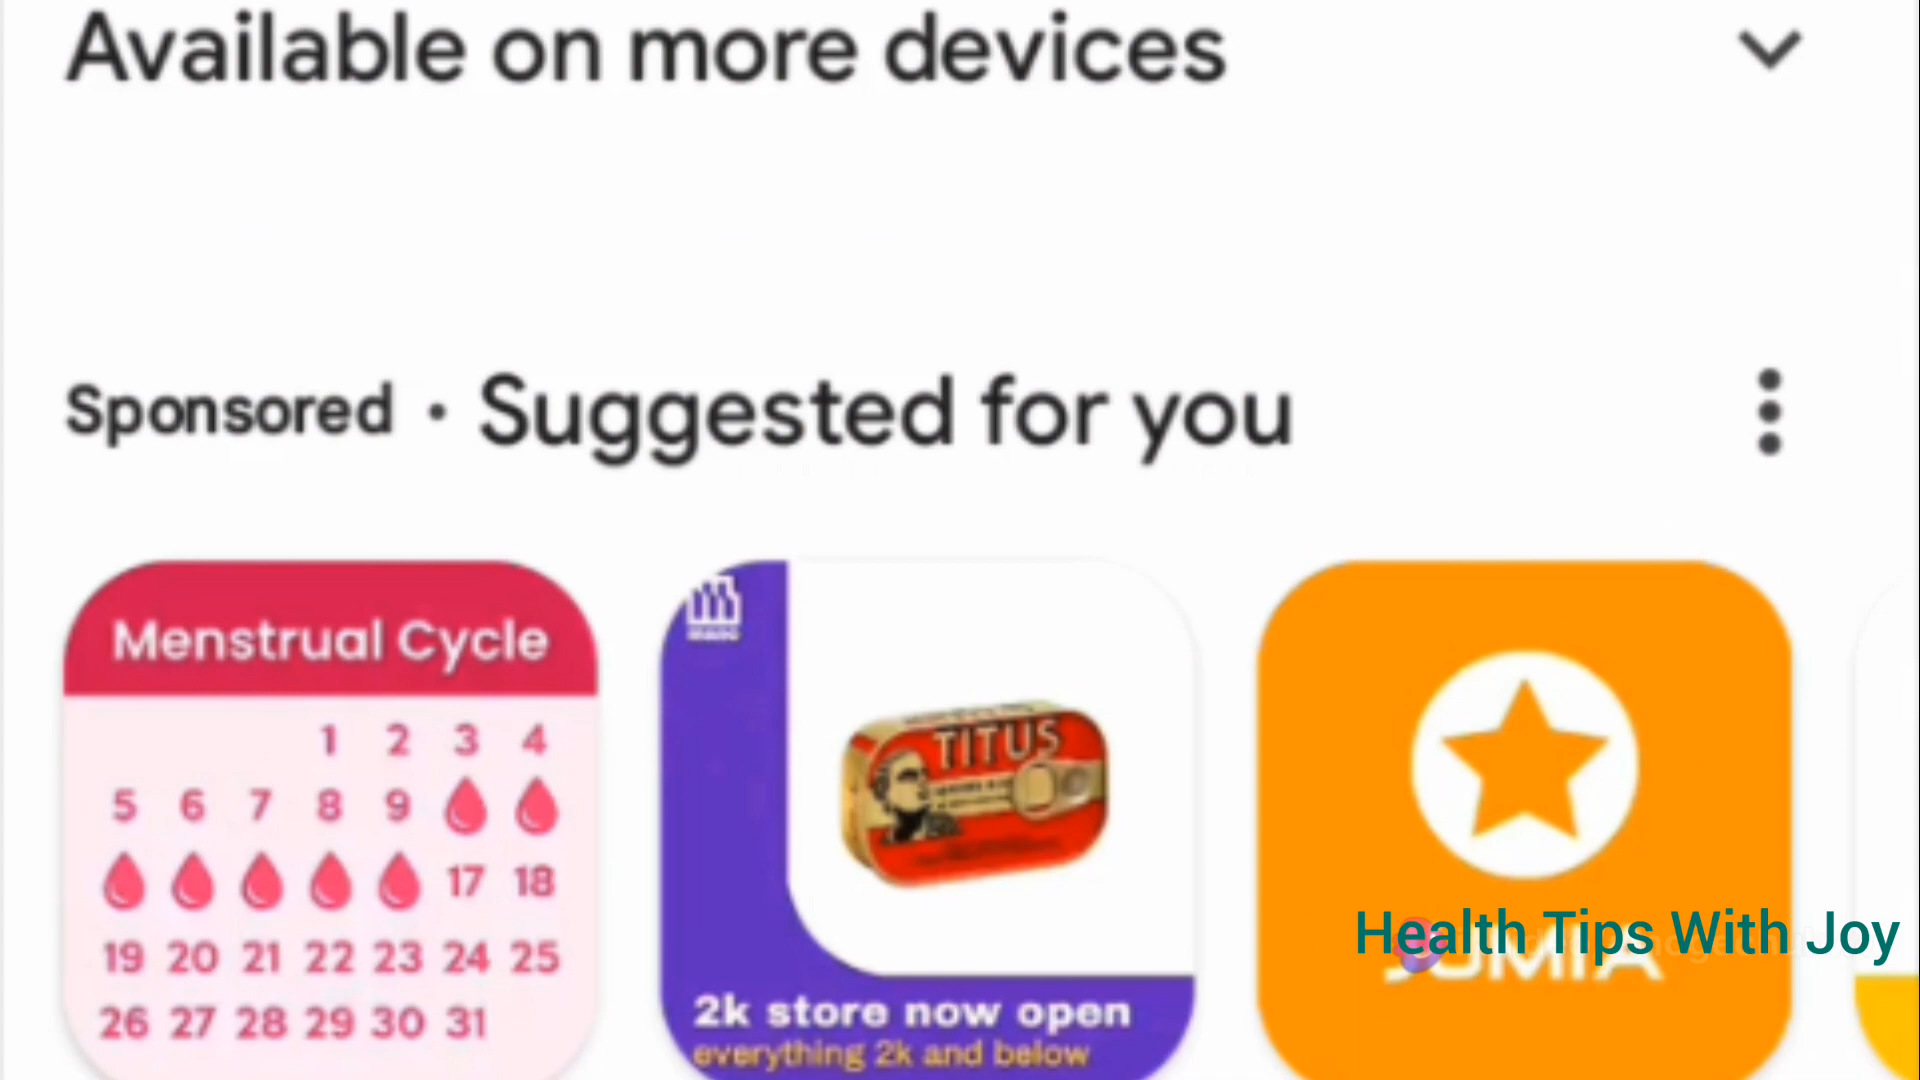 Available on more devices
Sponsored • Suggested for you
Menstrual Cycle
1 2 3 4
5 6 7 8 9
17 18
19 20 21 22 23 24 25
26 27 28 29 30 31
TITUS
2k store now open
everything 2k and below
JUMIA
Health Tips With Joy